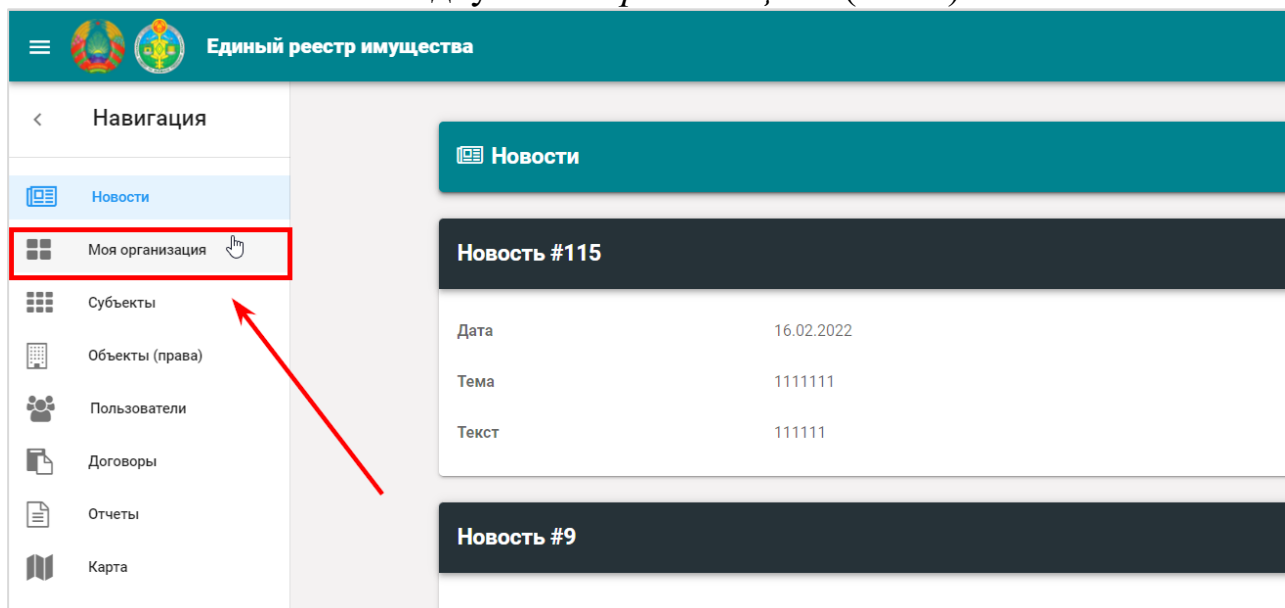 Единый реестр имущества
Навигация
Новости
Моя организация
Субъекты
Объекты (права)
Пользователи
Договоры
Отчеты
Карта
Новости
Новость #115
Дата 16.02.2022
Тема 1111111
Текст 111111
Новость #9